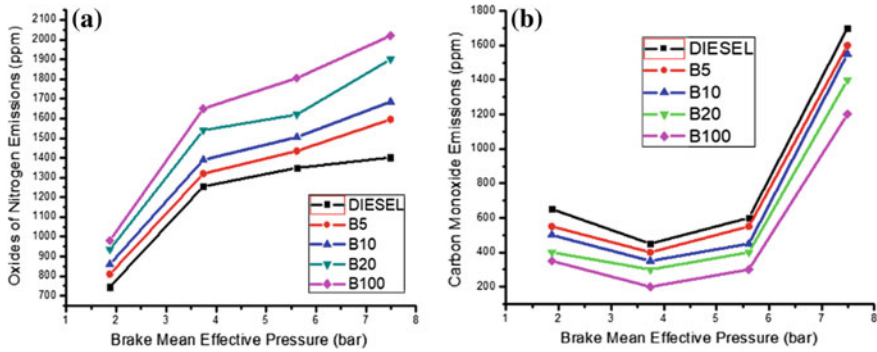 (a)
Oxides of Nitrogen Emissions (ppm)
2100
2000
1900
1800
1700
1600
1500
1400
1300
1200
1100
1000
900
800
700
DIESEL
B5
B10
B20
B100
1 2 3 4 5 6 7 8
Brake Mean Effective Pressure (bar)
(b)
Carbon Monoxide Emissions (ppm)
1800
1600
1400
1200
1000
800
600
400
200
DIESEL
B5
B10
B20
B100
1 2 3 4 5 6 7 8
Brake Mean Effective Pressure (bar)